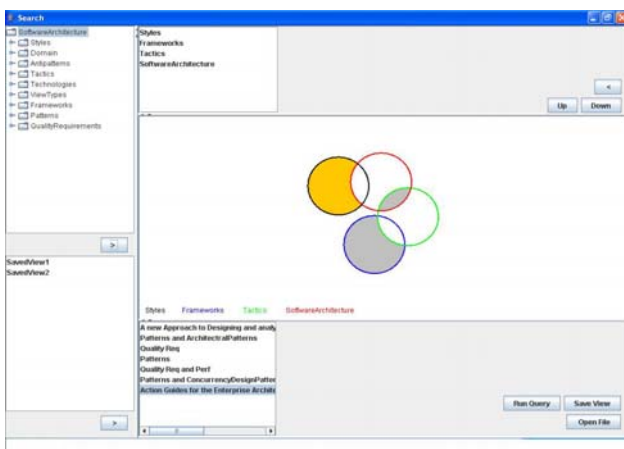 Search
SoftwareArchitecture
Styles
Domain
Antipatterns
Tactics
Technologies
ViewTypes
Frameworks
Patterns
QualityRequirements
>
Styles
Frameworks
Tactics
SoftwareArchitecture
<
Up Down
Styles Frameworks Tactics SoftwareArchitecture
SavedView1
SavedView2
>
A new Approach to Designing and analy
Patterns and ArchitectralPatterns
Quality Req
Patterns
Quality Req and Perf
Patterns and ConcurrencyDesignPatter
Action Guides for the Enterprise Archite
Run Query Save View
Open File